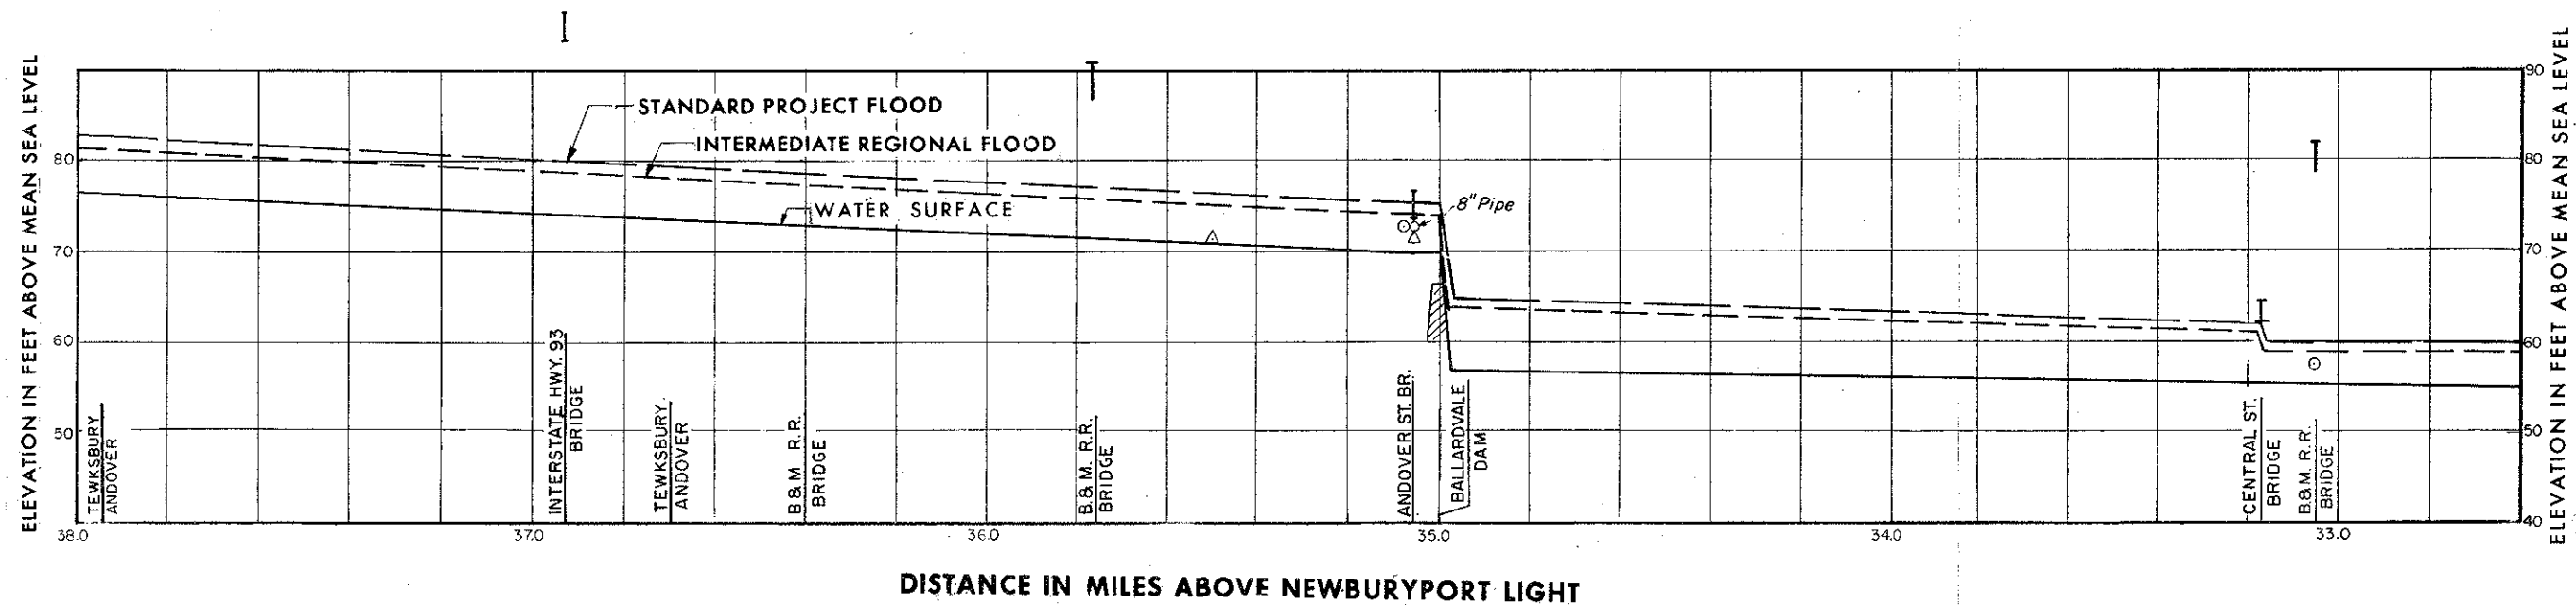 ELEVATION IN FEET ABOVE MEAN SEA LEVEL
80
70
60
50
STANDARD PROJECT FLOOD
INTERMEDIATE REGIONAL FLOOD
WATER SURFACE
8" Pipe
TEWKSBURY
ANDOVER
INTERSTATE HWY. 93
BRIDGE
TEWKSBURY
ANDOVER
B & M R.R.
BRIDGE
B. & M. R.R.
BRIDGE
ANDOVER ST. BR.
BALLARDVALE
DAM
CENTRAL ST.
BRIDGE
B.& M. R.R.
BRIDGE
90
80
70
60
50
40
ELEVATION IN FEET ABOVE MEAN SEA LEVEL
38.0
37.0
36.0
35.0
34.0
33.0
DISTANCE IN MILES ABOVE NEWBURYPORT LIGHT